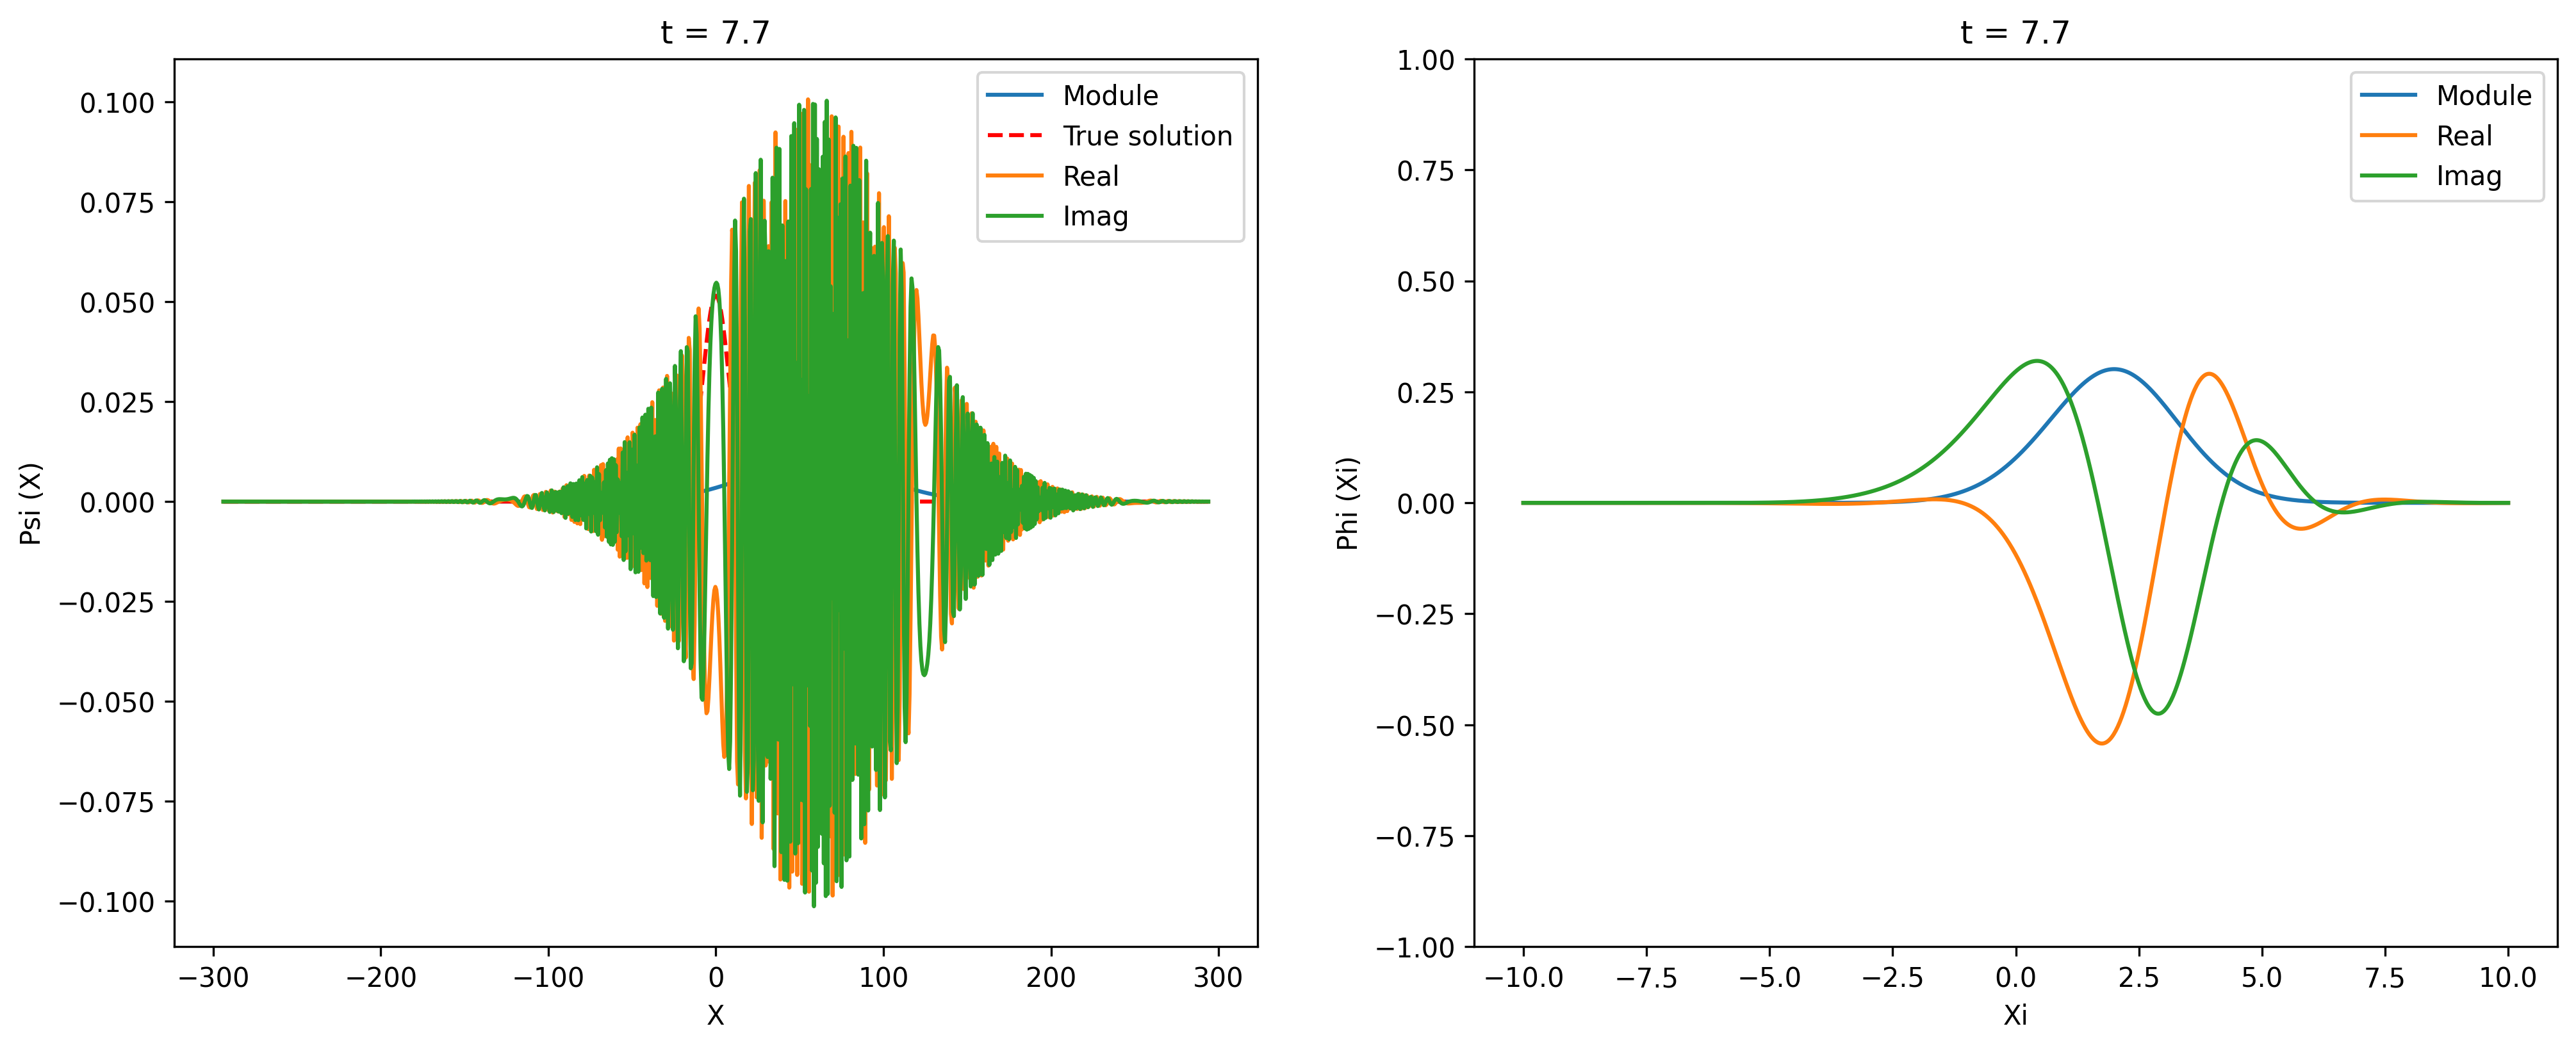 t = 7.7
Psi (X)
0.100
0.075
0.050
0.025
0.000
−0.025
−0.050
−0.075
−0.100
Module
True solution
Real
Imag
−300
−200
−100
0
100
200
300
X
t = 7.7
Phi (Xi)
1.00
0.75
0.50
0.25
0.00
−0.25
−0.50
−0.75
−1.00
Module
Real
Imag
−10.0
−7.5
−5.0
−2.5
0.0
2.5
5.0
7.5
10.0
Xi